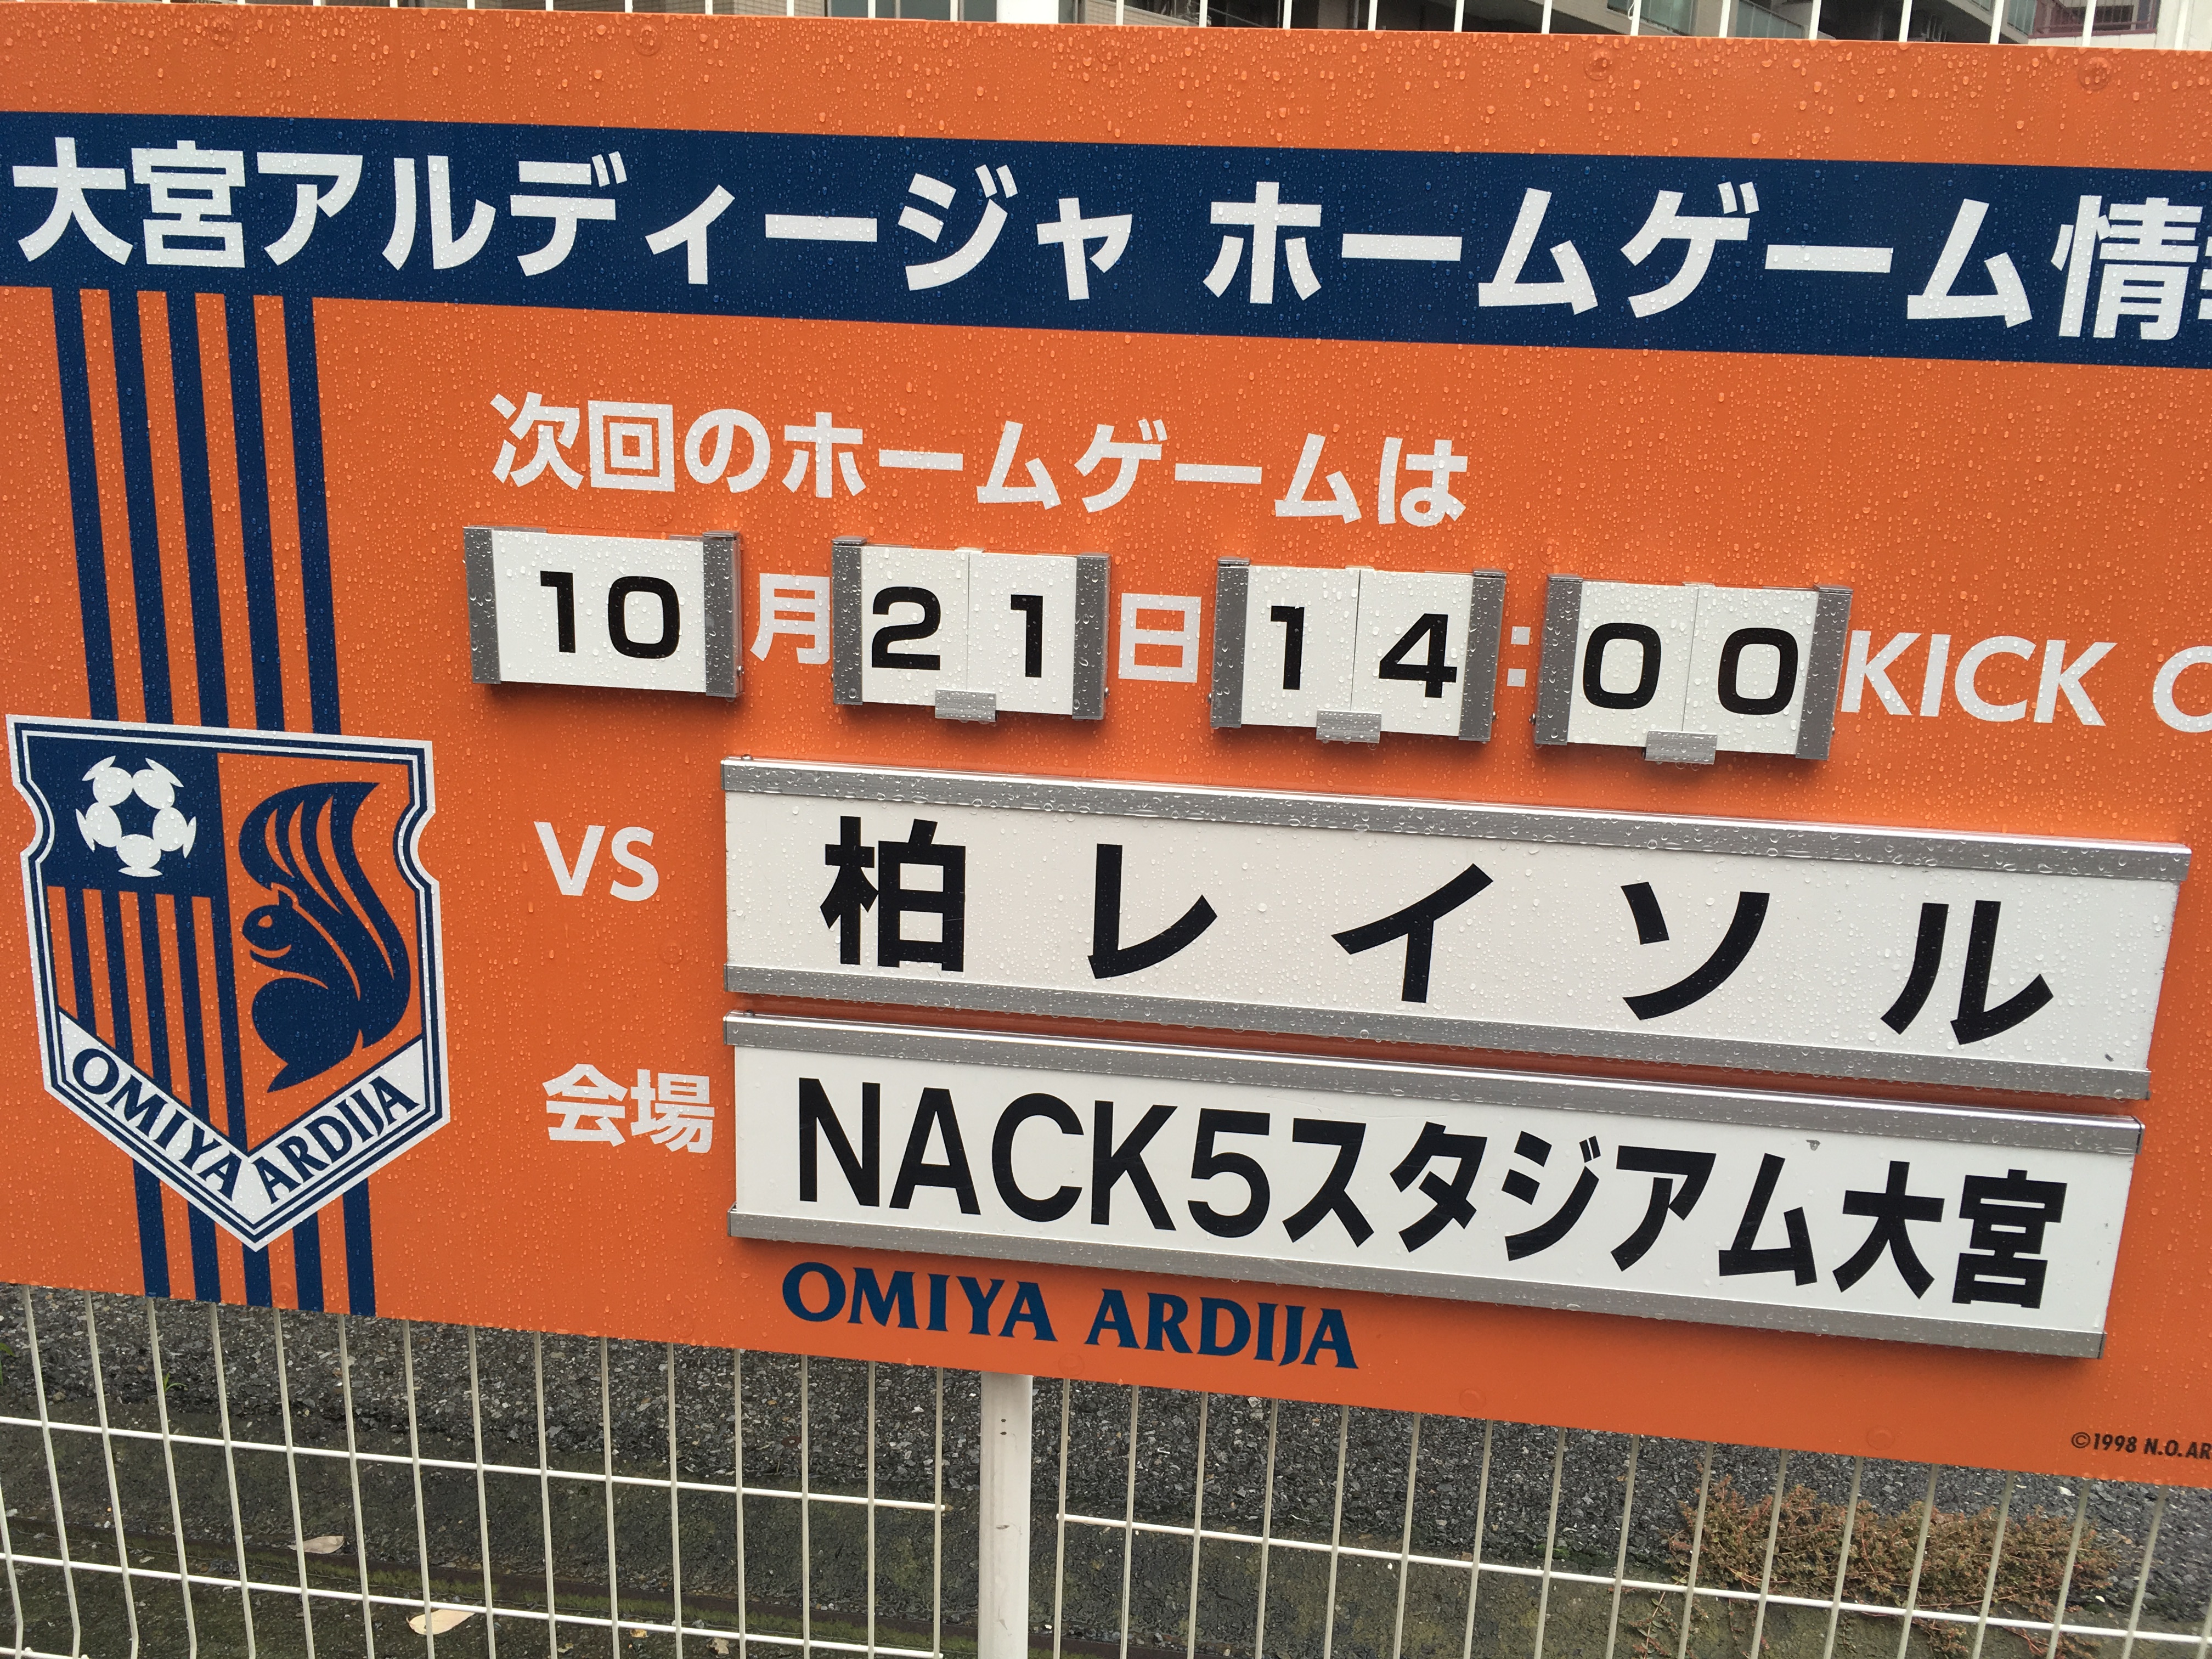 大宮アルディージャ ホームゲーム情
次回のホームゲームは
10月21日14:00KICK
VS 柏レイソル
会場 NACK5スタジアム大宮
OMIYA ARDIJA
OMIYA ARDIJA
©1998 N.O.AR